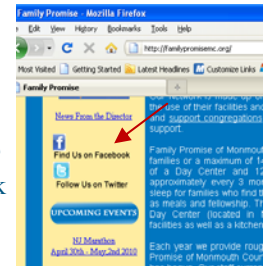 Family Promise - Mozilla Firefox
Edit View History Bookmarks Tools Help
http://familypromisemc.org/
Most Visited Getting Started Latest Headlines Customize Links
Family Promise
the use of their facilities and
News From the Director
and support congregations
support.
Find Us on Facebook
Family Promise of Monmout
families or a maximum of 14
of a Day Center and 12
approximately every 3 mon
Follow Us on Twitter
sleep for families who find t
as meals and fellowship. Th
UPCOMING EVENTS
Day Center (located in
facilities as well as a kitchen
NJ Marathon
April 30th - May, 2nd 2010
Each year we provide roug
Promise of Monmouth Coun